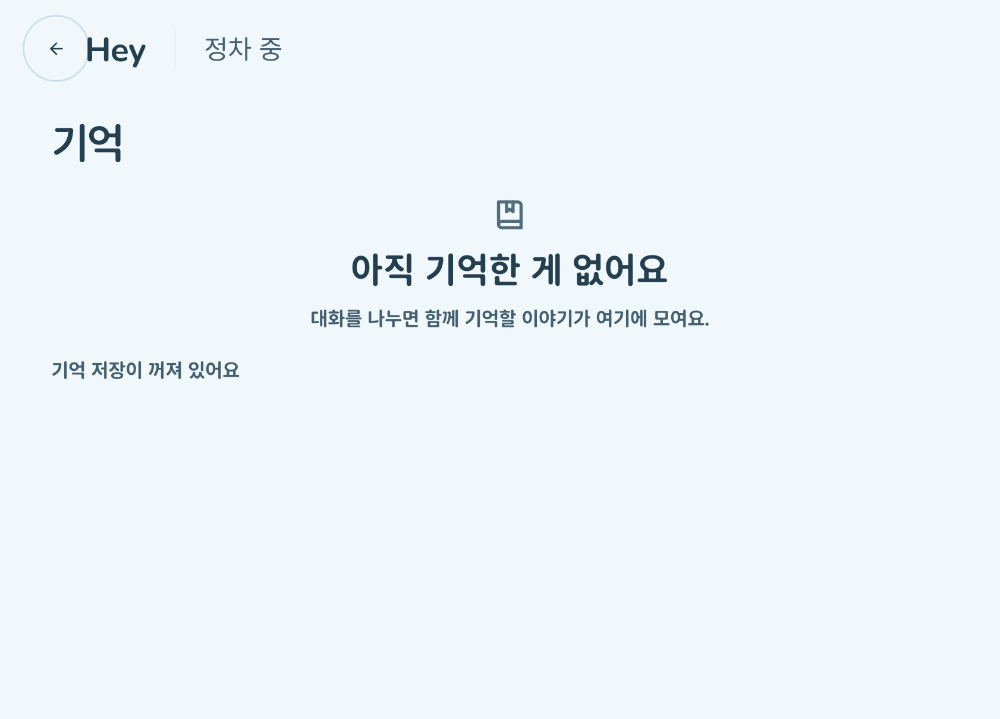 Hey
정차 중
기억
아직 기억한 게 없어요
대화를 나누면 함께 기억할 이야기가 여기에 모여요.
기억 저장이 꺼져 있어요